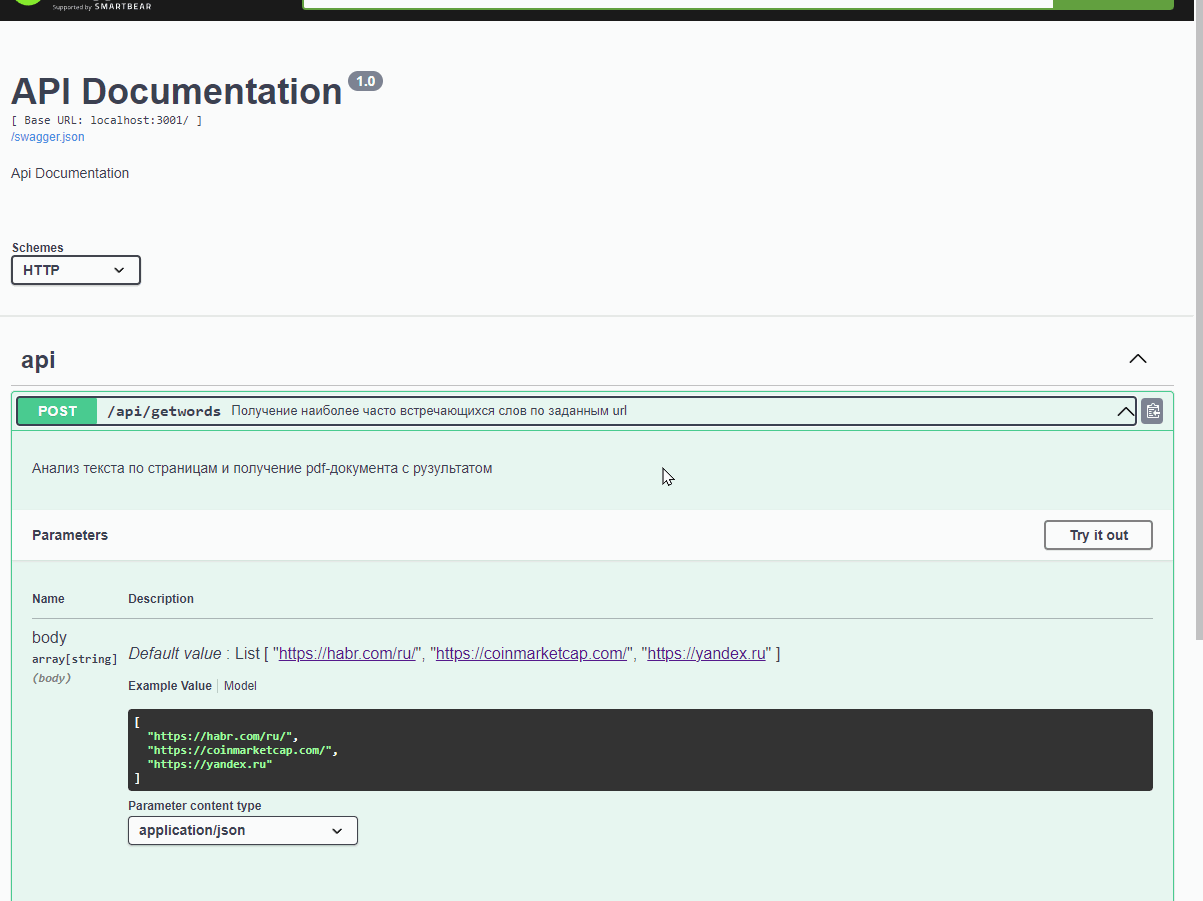 Supported by SMARTBEAR
API Documentation 1.0
[ Base URL: localhost:3001/ ]
/swagger.json
Api Documentation
Schemes
HTTP
api
POST /api/getwords Получение наиболее часто встречающихся слов по заданным url
Анализ текста по страницам и получение pdf-документа с рузультатом
Parameters Try it out
Name Description
body
array[string]
(body)
Default value : List [ "https://habr.com/ru/", "https://coinmarketcap.com/", "https://yandex.ru" ]
Example Value Model
[
"https://habr.com/ru/",
"https://coinmarketcap.com/",
"https://yandex.ru"
]
Parameter content type
application/json